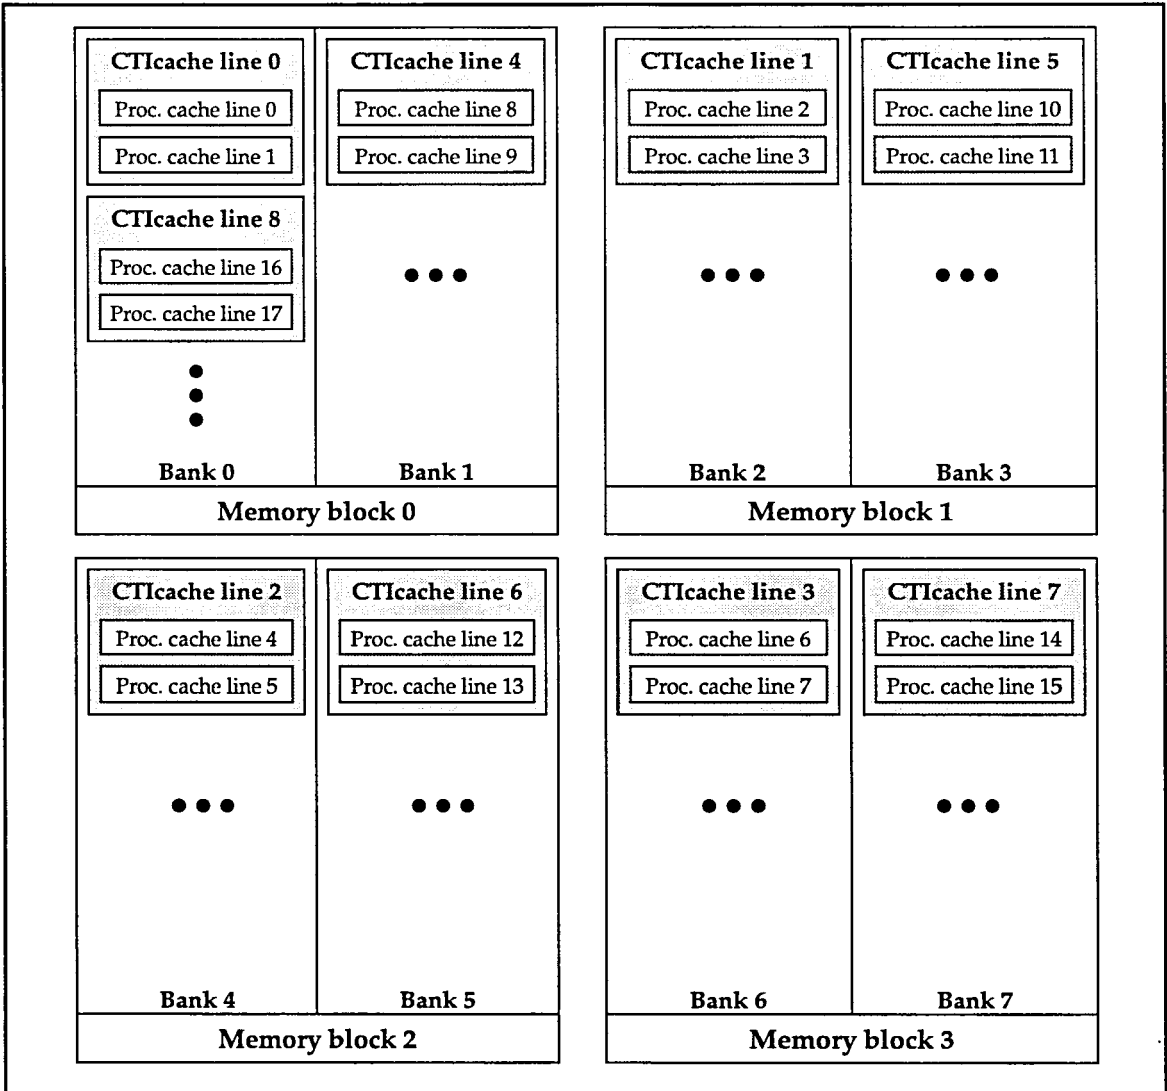 CTIcache line 0
Proc. cache line 0
Proc. cache line 1
CTIcache line 8
Proc. cache line 16
Proc. cache line 17
Bank 0
CTIcache line 4
Proc. cache line 8
Proc. cache line 9
Bank 1
Memory block 0
CTIcache line 1
Proc. cache line 2
Proc. cache line 3
Bank 2
CTIcache line 5
Proc. cache line 10
Proc. cache line 11
Bank 3
Memory block 1
CTIcache line 2
Proc. cache line 4
Proc. cache line 5
Bank 4
CTIcache line 6
Proc. cache line 12
Proc. cache line 13
Bank 5
Memory block 2
CTIcache line 3
Proc. cache line 6
Proc. cache line 7
Bank 6
CTIcache line 7
Proc. cache line 14
Proc. cache line 15
Bank 7
Memory block 3